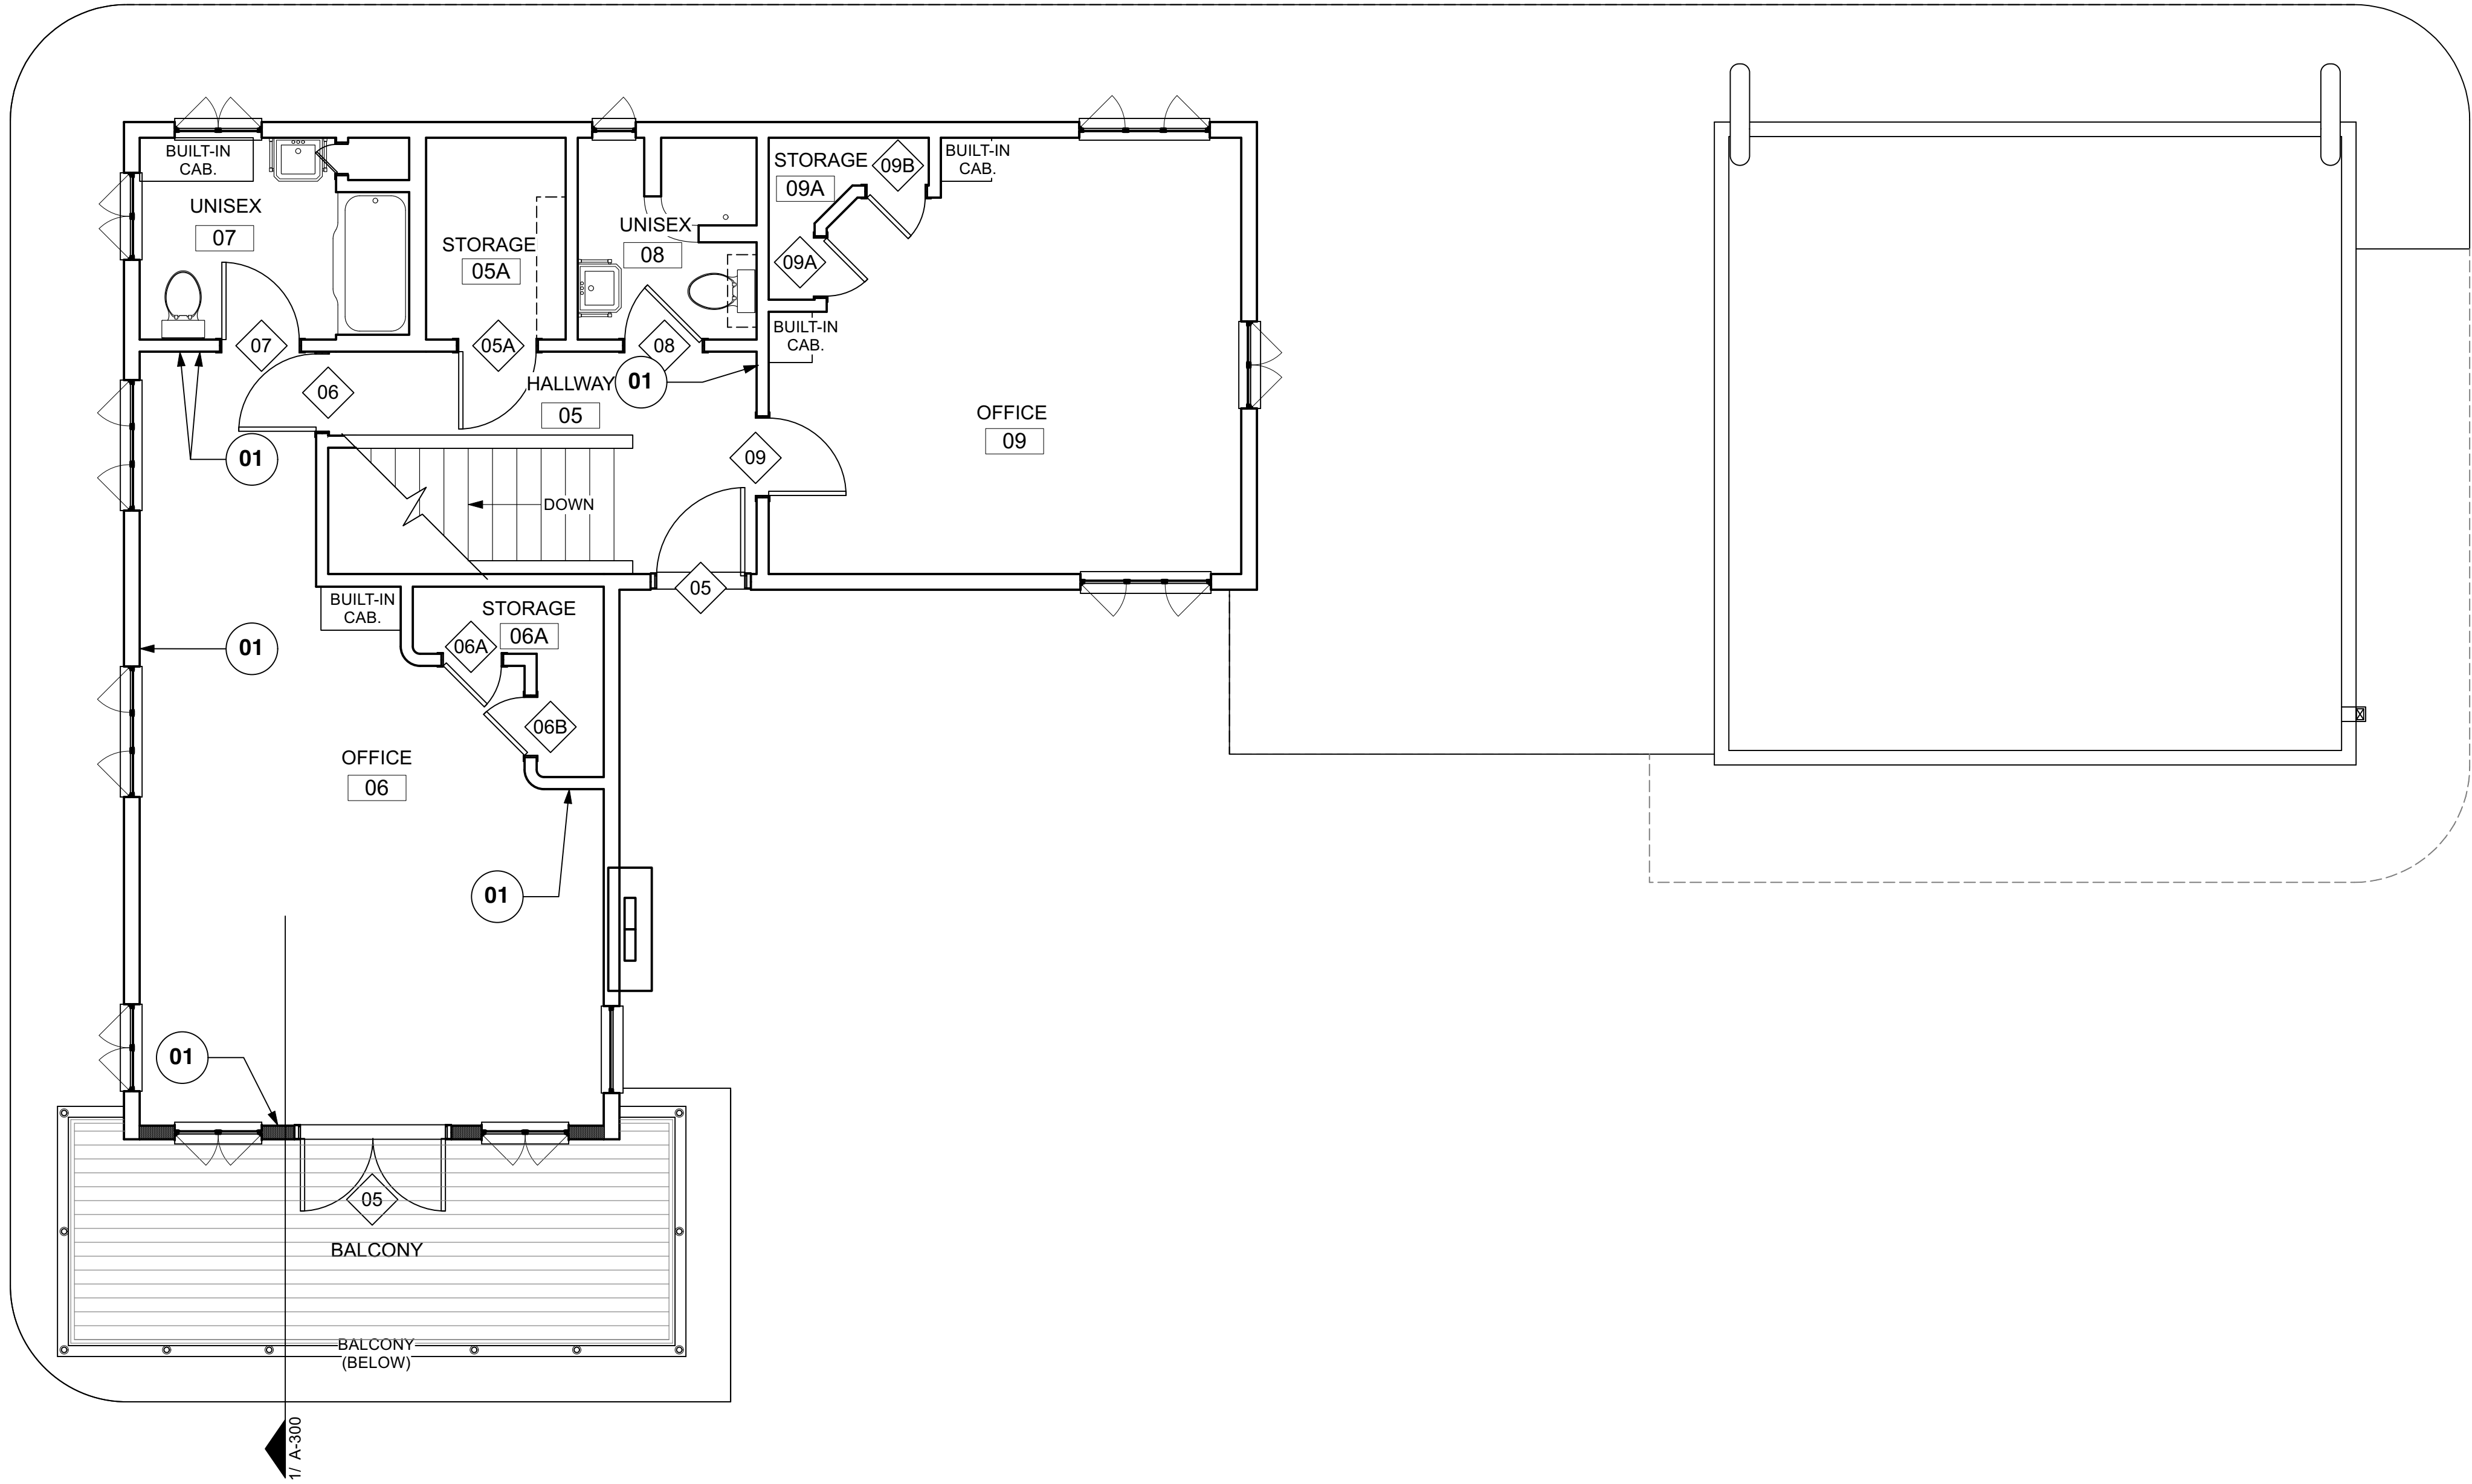 BUILT-IN
CAB.
UNISEX
07
STORAGE
05A
UNISEX
08
STORAGE
09A
09B
BUILT-IN
CAB.
09A
BUILT-IN
CAB.
07
05A
08
06
HALLWAY
05
01
OFFICE
09
01
09
DOWN
05
BUILT-IN
CAB.
STORAGE
06A
06A
01
06B
OFFICE
06
01
01
05
BALCONY
BALCONY
(BELOW)
1/ A-300